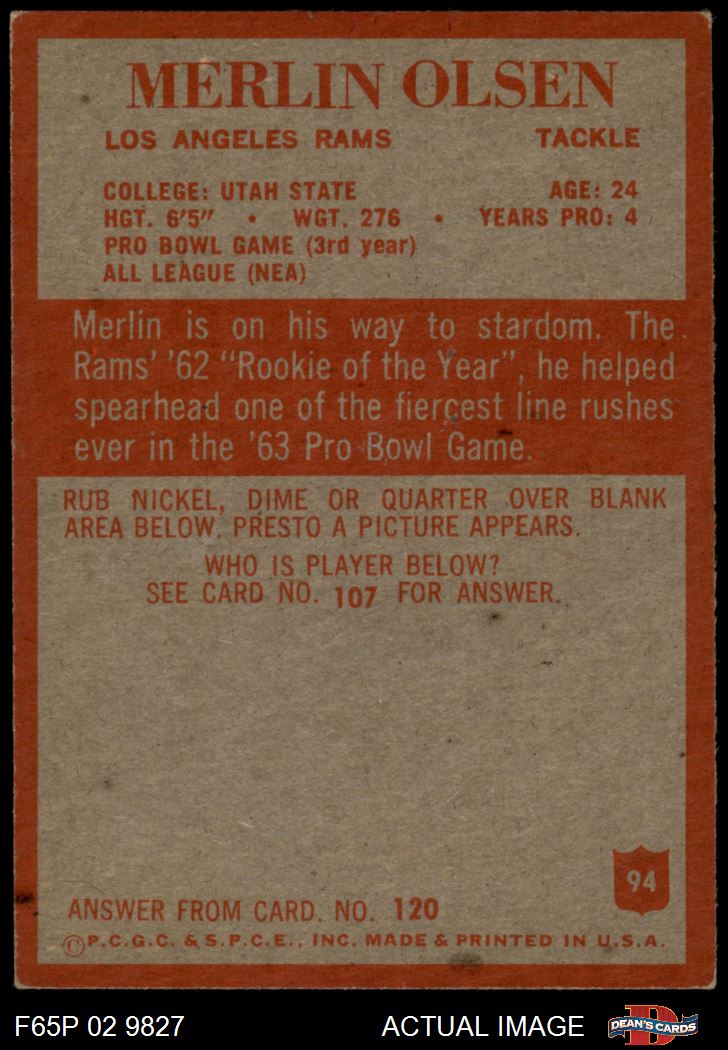 MERLIN OLSEN
LOS ANGELES RAMS TACKLE
COLLEGE: UTAH STATE AGE: 24
HGT. 6'5" • WGT. 276 • YEARS PRO: 4
PRO BOWL GAME (3rd year)
ALL LEAGUE (NEA)
Merlin is on his way to stardom. The
Rams' '62 "Rookie of the Year", he helped
spearhead one of the fiercest line rushes
ever in the '63 Pro Bowl Game.
RUB NICKEL, DIME OR QUARTER OVER BLANK
AREA BELOW. PRESTO A PICTURE APPEARS.
WHO IS PLAYER BELOW?
SEE CARD NO. 107 FOR ANSWER.
94
ANSWER FROM CARD. NO. 120
©P.C.G.C. & S.P.C.E., INC. MADE & PRINTED IN U.S.A.
F65P 02 9827 ACTUAL IMAGE D DEAN'S CARDS